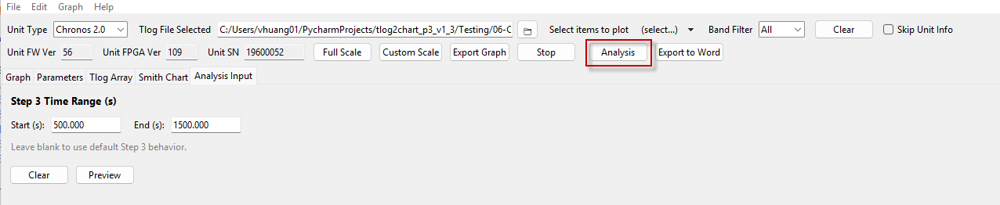 File Edit Graph Help
Unit Type Chronos 2.0 Tlog File Selected C:/Users/vhuang01/PycharmProjects/tlog2chart_p3_v1_3/Testing/06-C Select items to plot (select...) Band Filter All Clear Skip Unit Info
Unit FW Ver 56 Unit FPGA Ver 109 Unit SN 19600052 Full Scale Custom Scale Export Graph Stop Analysis Export to Word
Graph Parameters Tlog Array Smith Chart Analysis Input
Step 3 Time Range (s)
Start (s): 500.000 End (s): 1500.000
Leave blank to use default Step 3 behavior.
Clear Preview